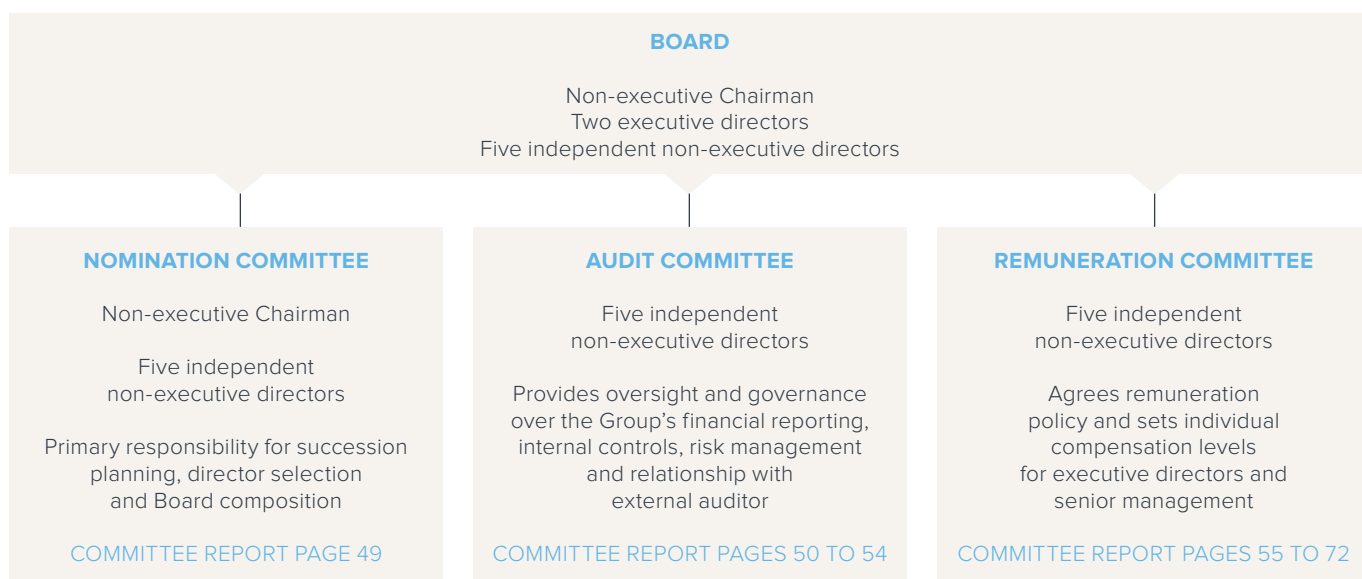 BOARD
Non-executive Chairman
Two executive directors
Five independent non-executive directors
NOMINATION COMMITTEE
Non-executive Chairman
Five independent
non-executive directors
Primary responsibility for succession
planning, director selection
and Board composition
COMMITTEE REPORT PAGE 49
AUDIT COMMITTEE
Five independent
non-executive directors
Provides oversight and governance
over the Group’s financial reporting,
internal controls, risk management
and relationship with
external auditor
COMMITTEE REPORT PAGES 50 TO 54
REMUNERATION COMMITTEE
Five independent
non-executive directors
Agrees remuneration
policy and sets individual
compensation levels
for executive directors and
senior management
COMMITTEE REPORT PAGES 55 TO 72